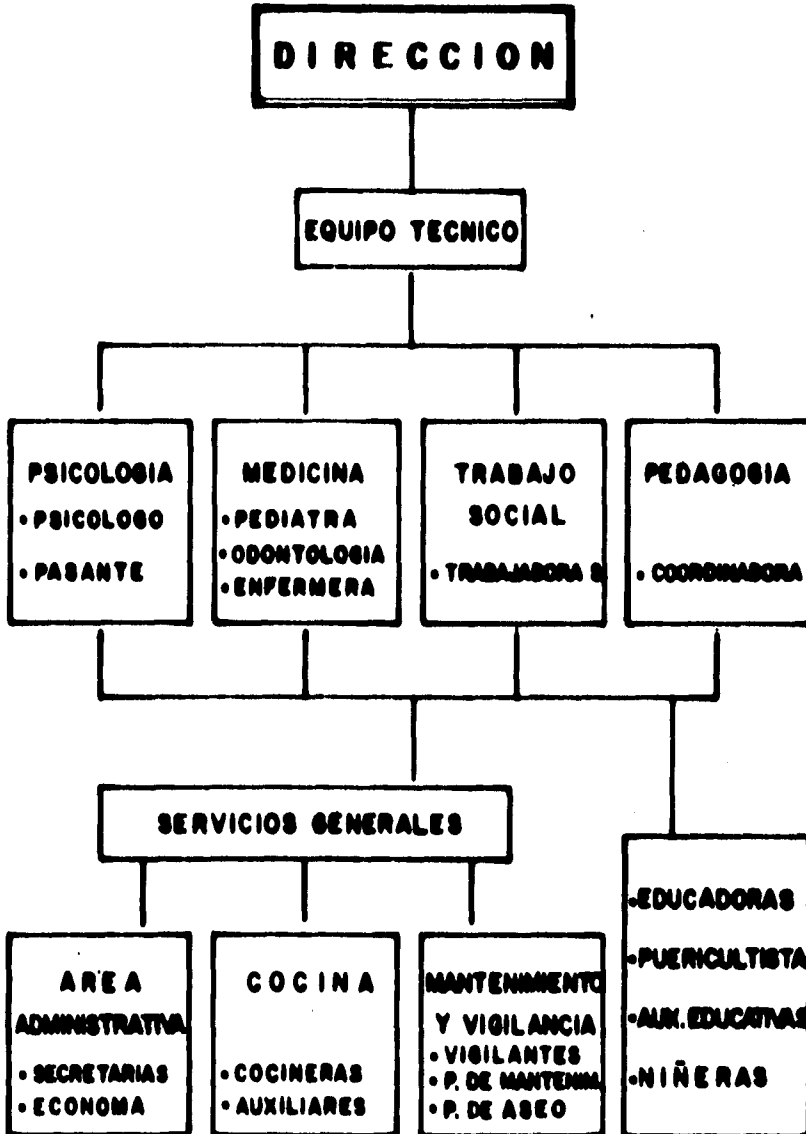 DIRECCION
EQUIPO TECNICO
PSICOLOGIA
• PSICOLOGO
• PASANTE
MEDICINA
• PEDIATRA
• ODONTOLOGIA
• ENFERMERA
TRABAJO
SOCIAL
• TRABAJADORA S
PEDAGOGIA
• COORDINADORA
SERVICIOS GENERALES
AREA
ADMINISTRATIVA
• SECRETARIAS
• ECONOMA
COCINA
• COCINERAS
• AUXILIARES
MANTENIMIENTO
Y VIGILANCIA
• VIGILANTES
• P. DE MANTENIM.
• P. DE ASEO
• EDUCADORAS
• PUERICULTISTA
• AUX. EDUCATIVAS
• NIÑERAS